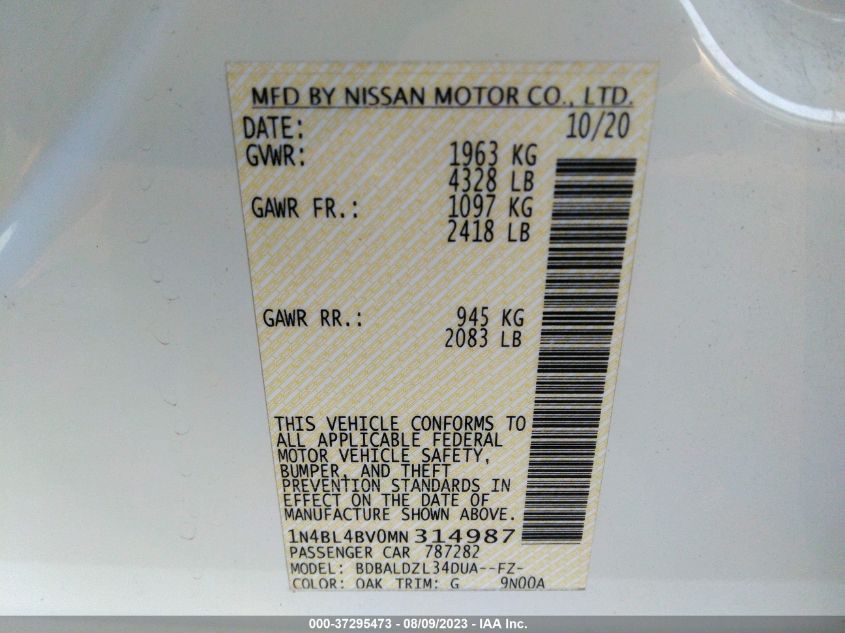 MFD BY NISSAN MOTOR CO., LTD.
DATE: 10/20
GVWR: 1963 KG
4328 LB
GAWR FR.: 1097 KG
2418 LB
GAWR RR.: 945 KG
2083 LB
THIS VEHICLE CONFORMS TO
ALL APPLICABLE FEDERAL
MOTOR VEHICLE SAFETY,
BUMPER, AND THEFT
PREVENTION STANDARDS IN
EFFECT ON THE DATE OF
MANUFACTURE SHOWN ABOVE.
1N4BL4BV0MN314987
PASSENGER CAR 787282
MODEL: BDBALDZL34DUA--FZ-
COLOR: QAK TRIM: G 9N00A
000-37295473 - 08/09/2023 - IAA Inc.